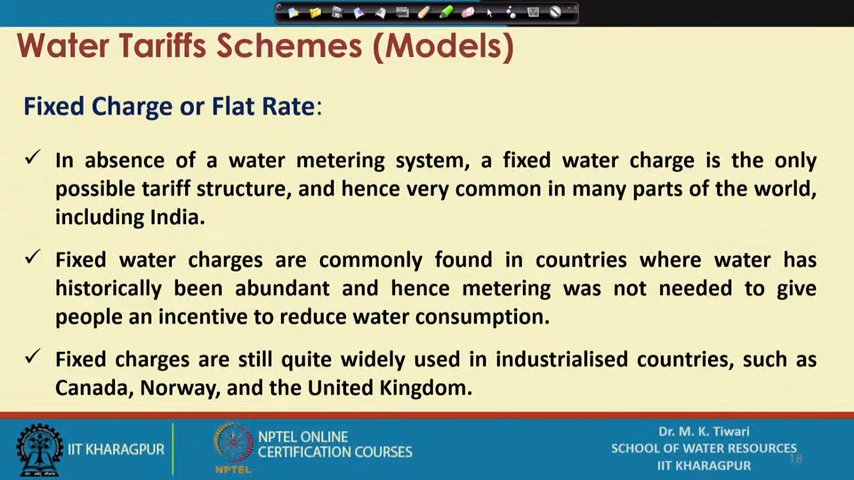 Water Tariffs Schemes (Models)
Fixed Charge or Flat Rate:
✓ In absence of a water metering system, a fixed water charge is the only
possible tariff structure, and hence very common in many parts of the world,
including India.
✓ Fixed water charges are commonly found in countries where water has
historically been abundant and hence metering was not needed to give
people an incentive to reduce water consumption.
✓ Fixed charges are still quite widely used in industrialised countries, such as
Canada, Norway, and the United Kingdom.
IIT KHARAGPUR
NPTEL
NPTEL ONLINE
CERTIFICATION COURSES
Dr. M. K. Tiwari
SCHOOL OF WATER RESOURCES
IIT KHARAGPUR
18